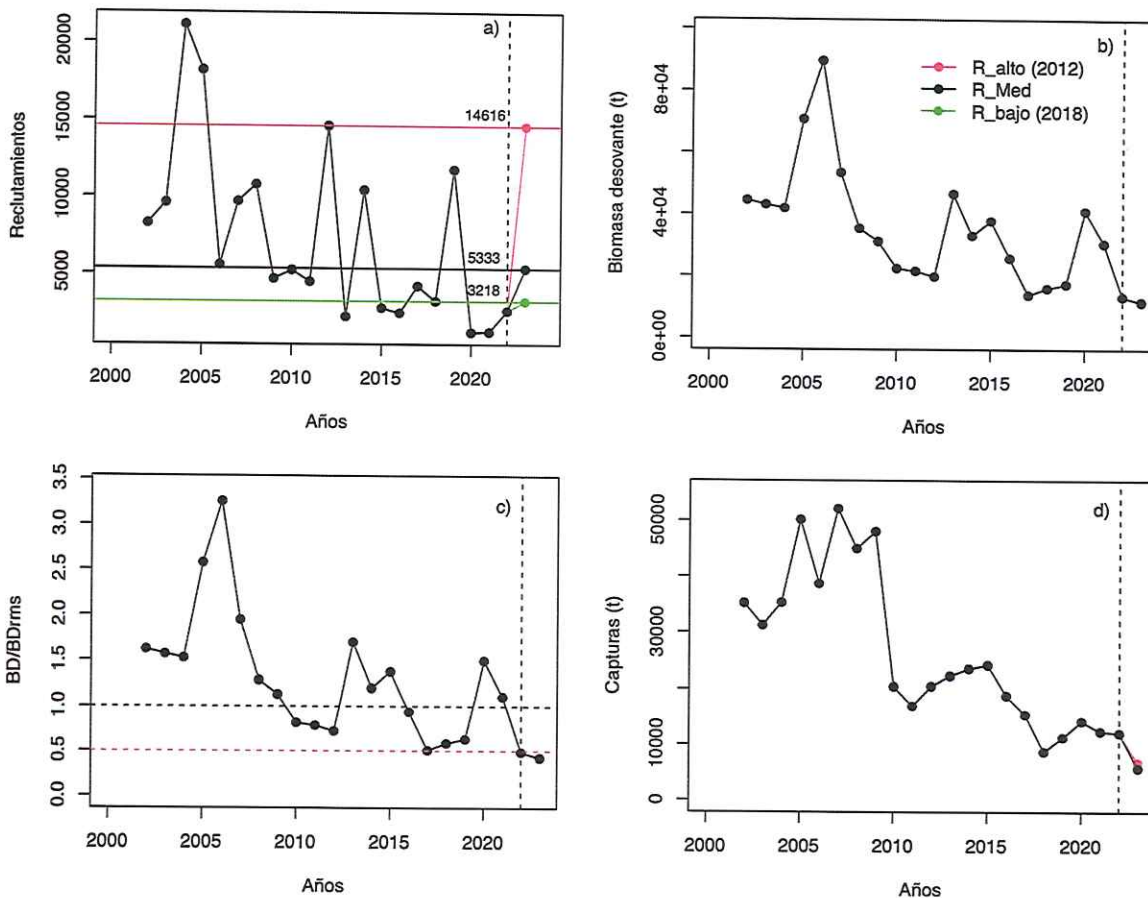 a)
Reclutamientos
20000
15000
10000
5000
14616
5333
3218
2000 2005 2010 2015 2020
Años
b)
Biomasa desovante (t)
8e+04
4e+04
0e+00
R_alto (2012)
R_Med
R_bajo (2018)
2000 2005 2010 2015 2020
Años
c)
BD/BDrms
3.5
3.0
2.5
2.0
1.5
1.0
0.5
0.0
2000 2005 2010 2015 2020
Años
d)
Capturas (t)
50000
30000
10000
0
2000 2005 2010 2015 2020
Años